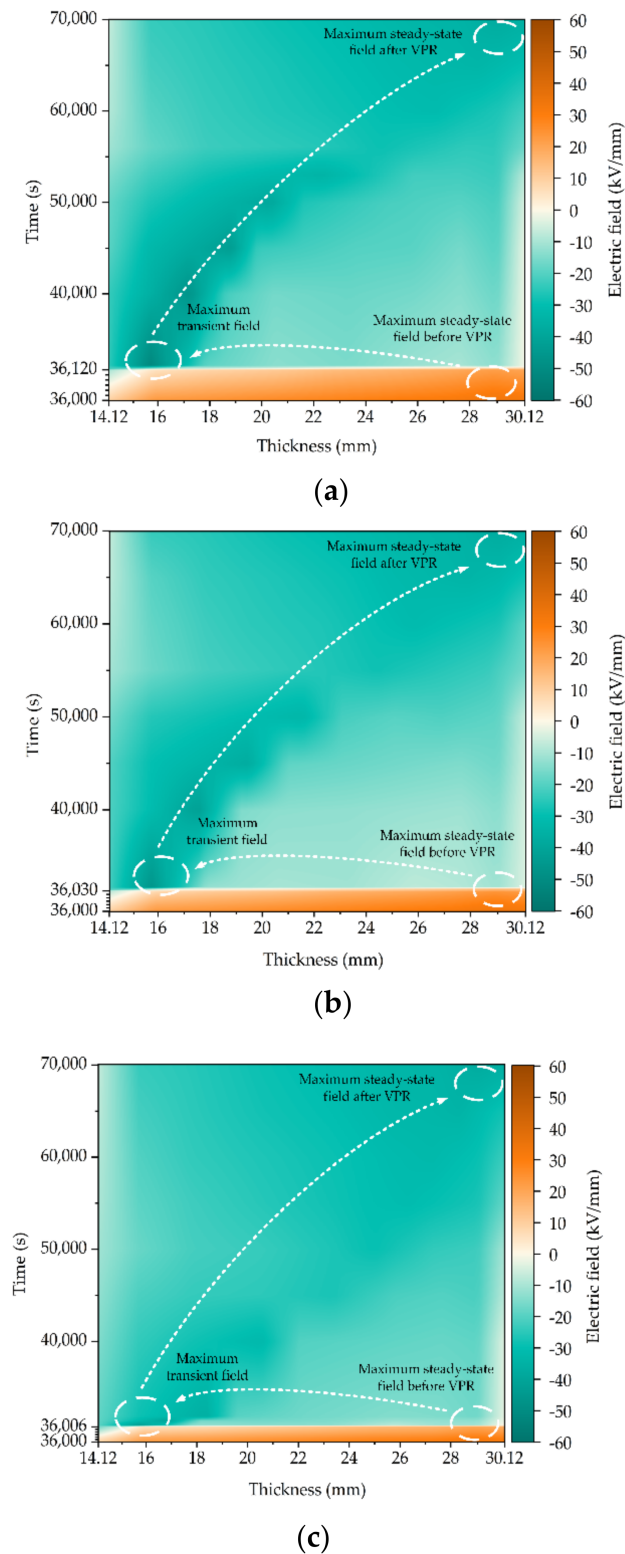 70,000
60,000
50,000
40,000
36,120
36,000
Time (s)
14.12
16
18
20
22
24
26
28
30.12
Thickness (mm)
Maximum steady-state
field after VPR
Maximum
transient field
Maximum steady-state
field before VPR
60
50
40
30
20
10
0
-10
-20
-30
-40
-50
-60
Electric field (kV/mm)
(a)
70,000
60,000
50,000
40,000
36,030
36,000
Time (s)
14.12
16
18
20
22
24
26
28
30.12
Thickness (mm)
Maximum steady-state
field after VPR
Maximum
transient field
Maximum steady-state
field before VPR
60
50
40
30
20
10
0
-10
-20
-30
-40
-50
-60
Electric field (kV/mm)
(b)
70,000
60,000
50,000
40,000
36,006
36,000
Time (s)
14.12
16
18
20
22
24
26
28
30.12
Thickness (mm)
Maximum steady-state
field after VPR
Maximum
transient field
Maximum steady-state
field before VPR
60
50
40
30
20
10
0
-10
-20
-30
-40
-50
-60
Electric field (kV/mm)
(c)